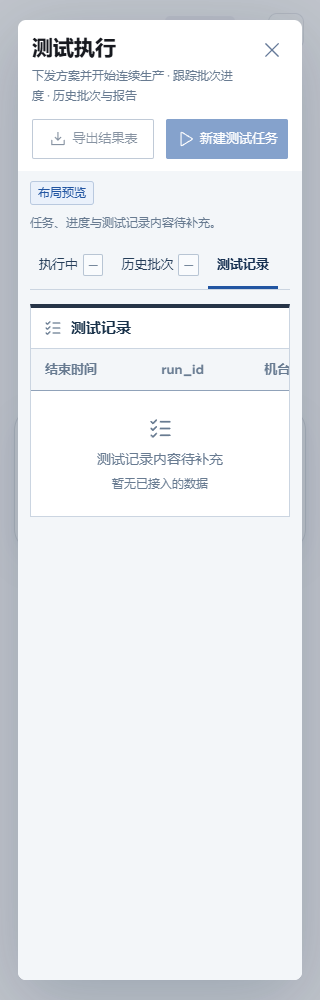 测试执行
下发方案并开始连续生产 · 跟踪批次进
度 · 历史批次与报告
导出结果表
新建测试任务
布局预览
任务、进度与测试记录内容待补充。
执行中 — 历史批次 — 测试记录
测试记录
结束时间 run_id 机台
测试记录内容待补充
暂无已接入的数据